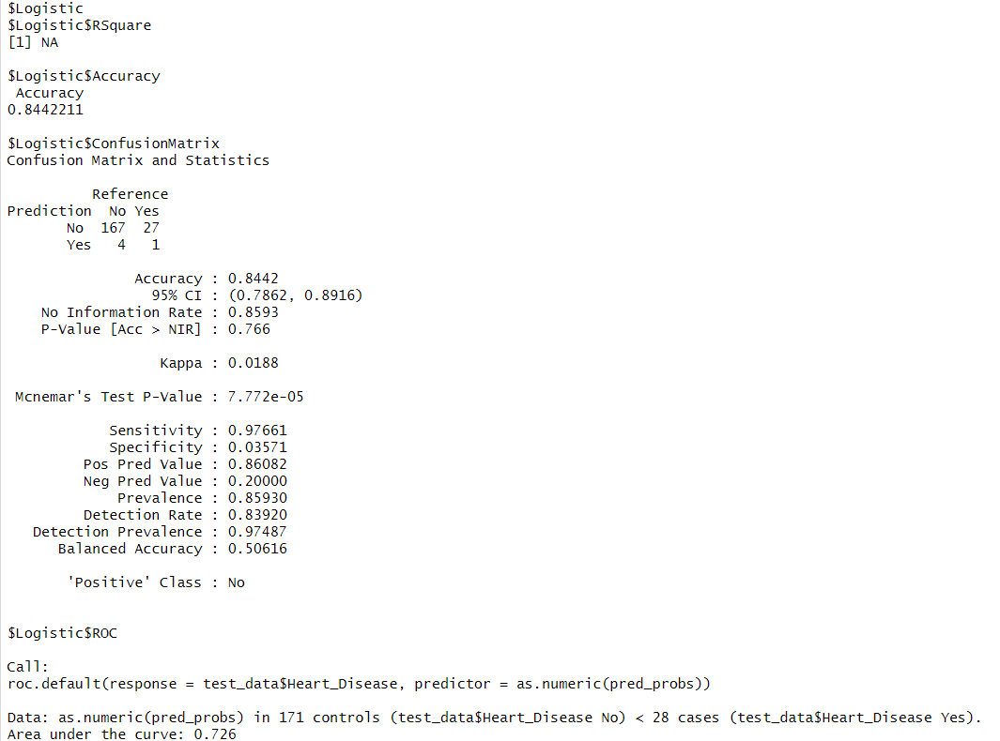 $Logistic
$Logistic$RSquare
[1] NA
$Logistic$Accuracy
Accuracy
0.8442211
$Logistic$ConfusionMatrix
Confusion Matrix and Statistics
Reference
Prediction No Yes
No 167 27
Yes 4 1
Accuracy : 0.8442
95% CI : (0.7862, 0.8916)
No Information Rate : 0.8593
P-Value [Acc > NIR] : 0.766
Kappa : 0.0188
Mcnemar's Test P-Value : 7.772e-05
Sensitivity : 0.97661
Specificity : 0.03571
Pos Pred Value : 0.86082
Neg Pred Value : 0.20000
Prevalence : 0.85930
Detection Rate : 0.83920
Detection Prevalence : 0.97487
Balanced Accuracy : 0.50616
'Positive' Class : No
$Logistic$ROC
Call:
roc.default(response = test_data$Heart_Disease, predictor = as.numeric(pred_probs))
Data: as.numeric(pred_probs) in 171 controls (test_data$Heart_Disease No) < 28 cases (test_data$Heart_Disease Yes).
Area under the curve: 0.726